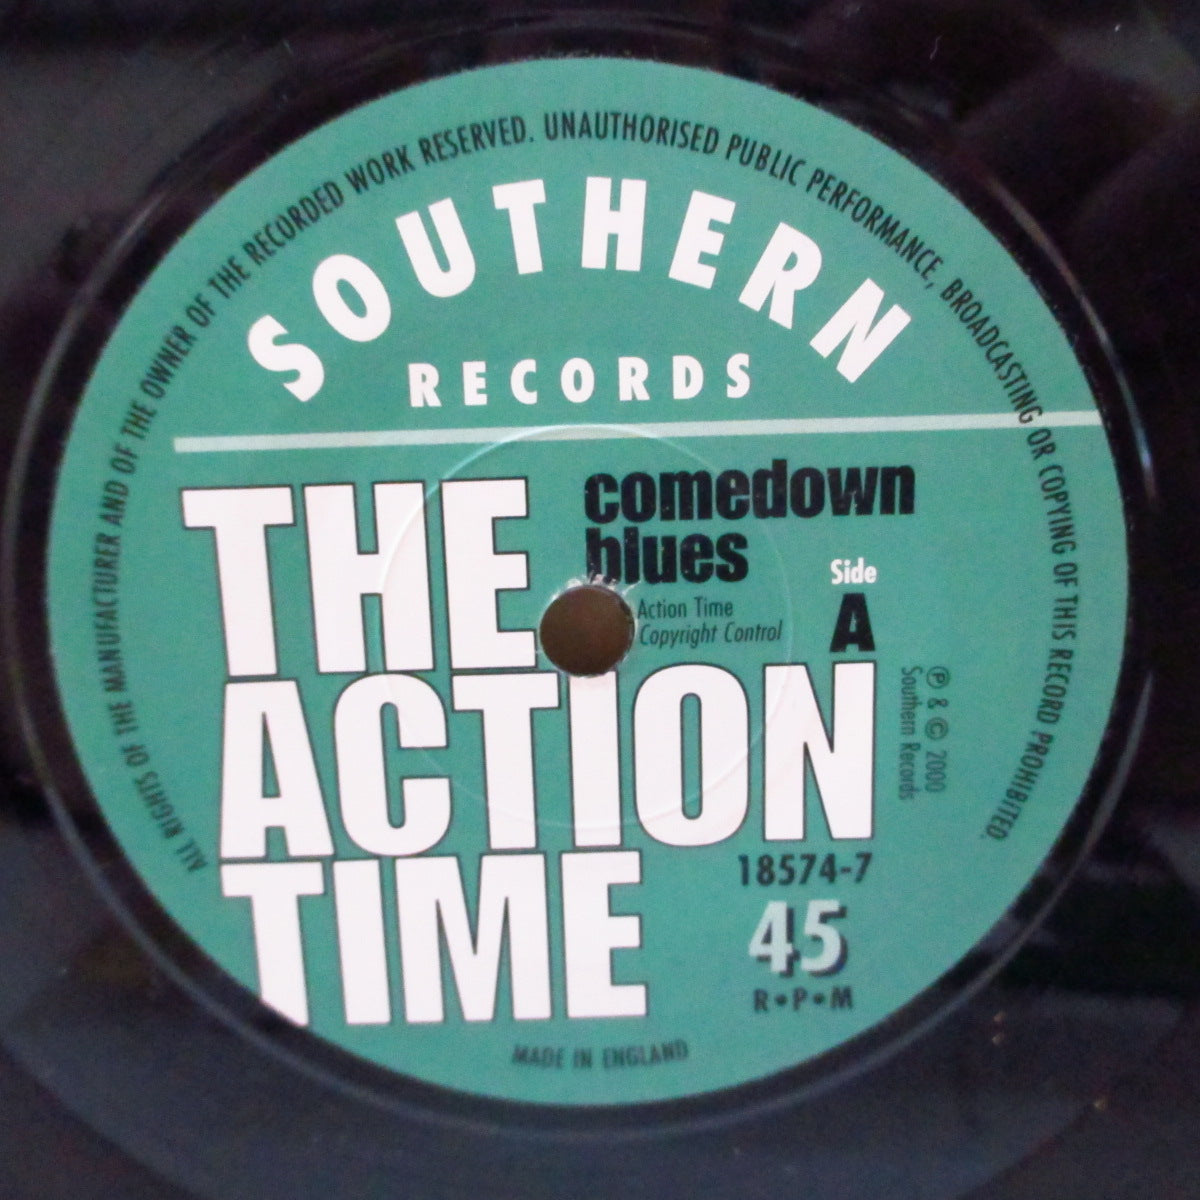 ALL RIGHTS OF THE MANUFACTURER AND OF THE OWNER OF THE RECORDED WORK RESERVED. UNAUTHORISED PUBLIC PERFORMANCE, BROADCASTING OR COPYING OF THIS RECORD PROHIBITED.
SOUTHERN
RECORDS
THE
ACTION
TIME
comedown
blues
Action Time
Copyright Control
Side
A
℗ & © 2000
Southern Records
18574-7
45
R•P•M
MADE IN ENGLAND